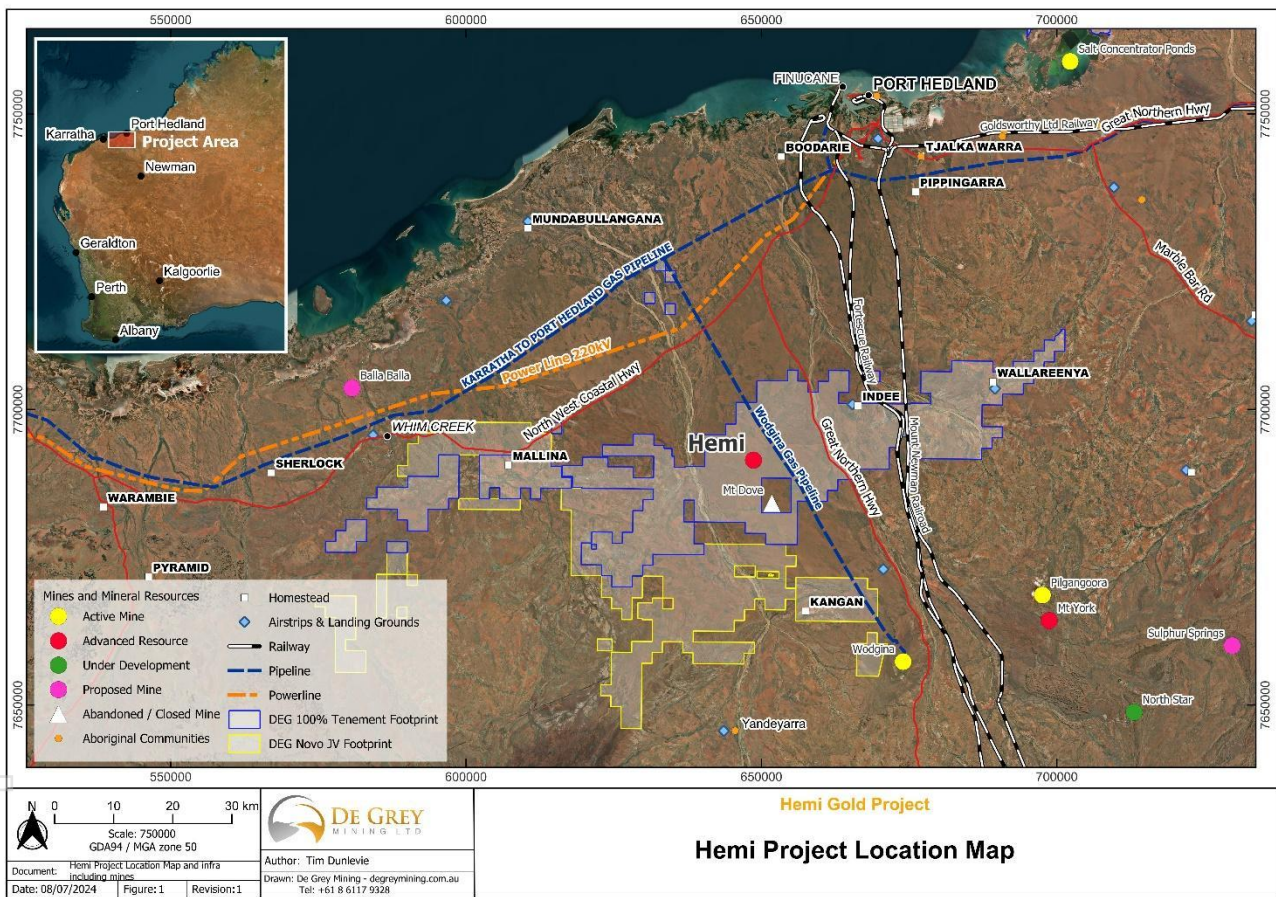 550000
600000
650000
700000
Salt Concentrator Ponds
FINUCANE
PORT HEDLAND
7750000
7750000
Goldsworthy Ltd Railway
Great Northern Hwy
BOODARIE
TJALKA WARRA
PIPPINGARRA
Karratha
Port Hedland
Project Area
Newman
Geraldton
Kalgoorlie
Perth
Albany
MUNDABULLANGANA
Marble Bar Rd
KARRATHA TO PORT HEDLAND GAS PIPELINE
Power Line 220kV
Fortescue Railway
Balla Balla
WALLAREENYA
North West Coastal Hwy
INDEE
7700000
7700000
WHIM CREEK
Wodgina Gas Pipeline
Great Northern Hwy
Mount Newman Railroad
Hemi
MALLINA
SHERLOCK
Mt Dove
WARAMBIE
PYRAMID
Pilgangoora
Mt York
KANGAN
Sulphur Springs
Wodgina
North Star
Yandeyarra
7650000
Mines and Mineral Resources
Active Mine
Advanced Resource
Under Development
Proposed Mine
Abandoned / Closed Mine
Aboriginal Communities
Homestead
Airstrips & Landing Grounds
Railway
Pipeline
Powerline
DEG 100% Tenement Footprint
DEG Novo JV Footprint
7650000
550000
600000
650000
700000
N
0 10 20 30 km
Scale: 750000
GDA94 / MGA zone 50
Document: Hemi Project Location Map and infra
including mines
Date: 08/07/2024
Figure: 1
Revision:1
DE GREY
MINING LTD
Author: Tim Dunlevie
Drawn: De Grey Mining - degreymining.com.au
Tel: +61 8 6117 9328
Hemi Gold Project
Hemi Project Location Map